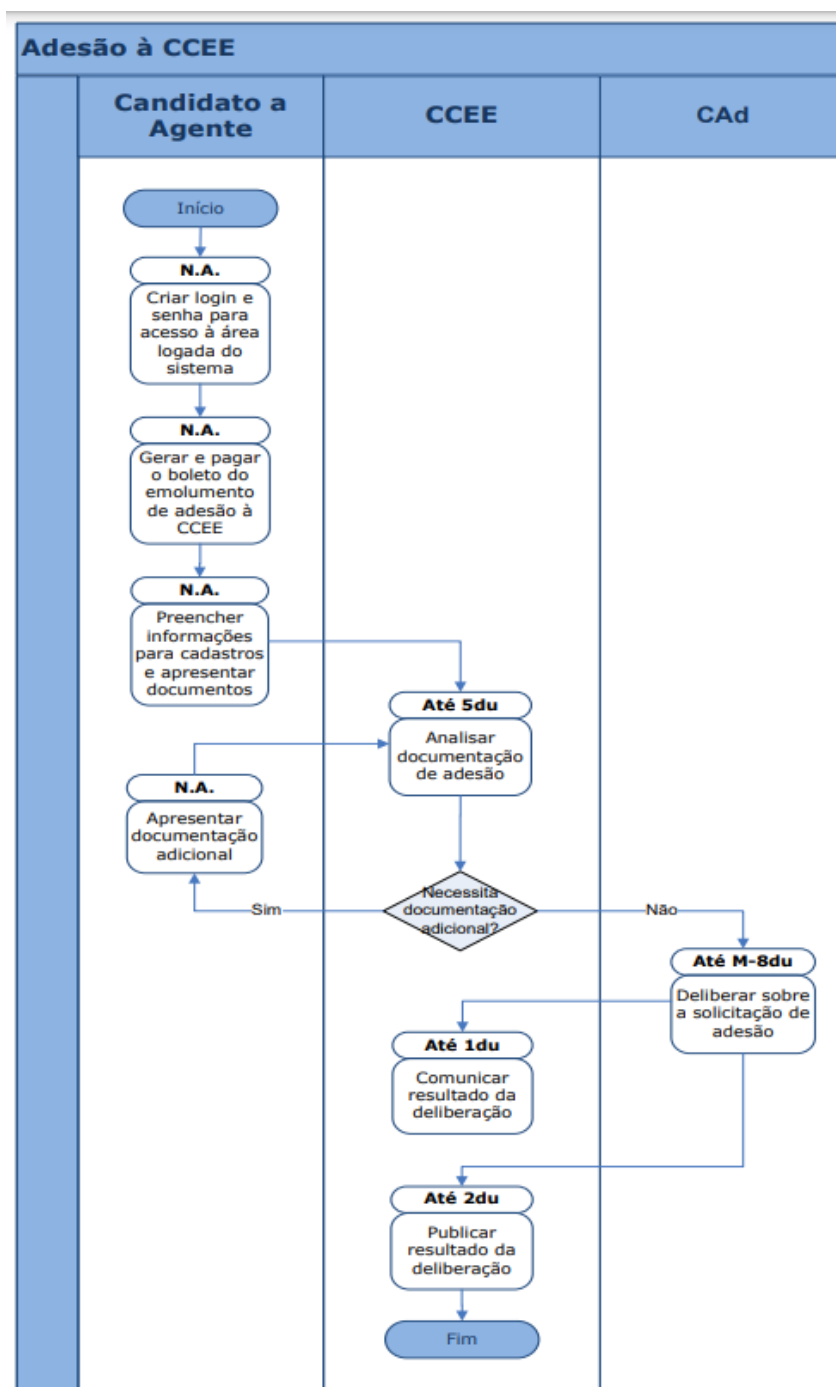 Adesão à CCEE
Candidato a
Agente
CCEE
CAd
Início
N.A.
Criar login e
senha para
acesso à área
logada do
sistema
N.A.
Gerar e pagar
o boleto do
emolumento
de adesão à
CCEE
N.A.
Preencher
informações
para cadastros
e apresentar
documentos
Até 5du
Analisar
documentação
de adesão
N.A.
Apresentar
documentação
adicional
Necessita
documentação
adicional?
Sim
Não
Até M-8du
Deliberar sobre
a solicitação de
adesão
Até 1du
Comunicar
resultado da
deliberação
Até 2du
Publicar
resultado da
deliberação
Fim